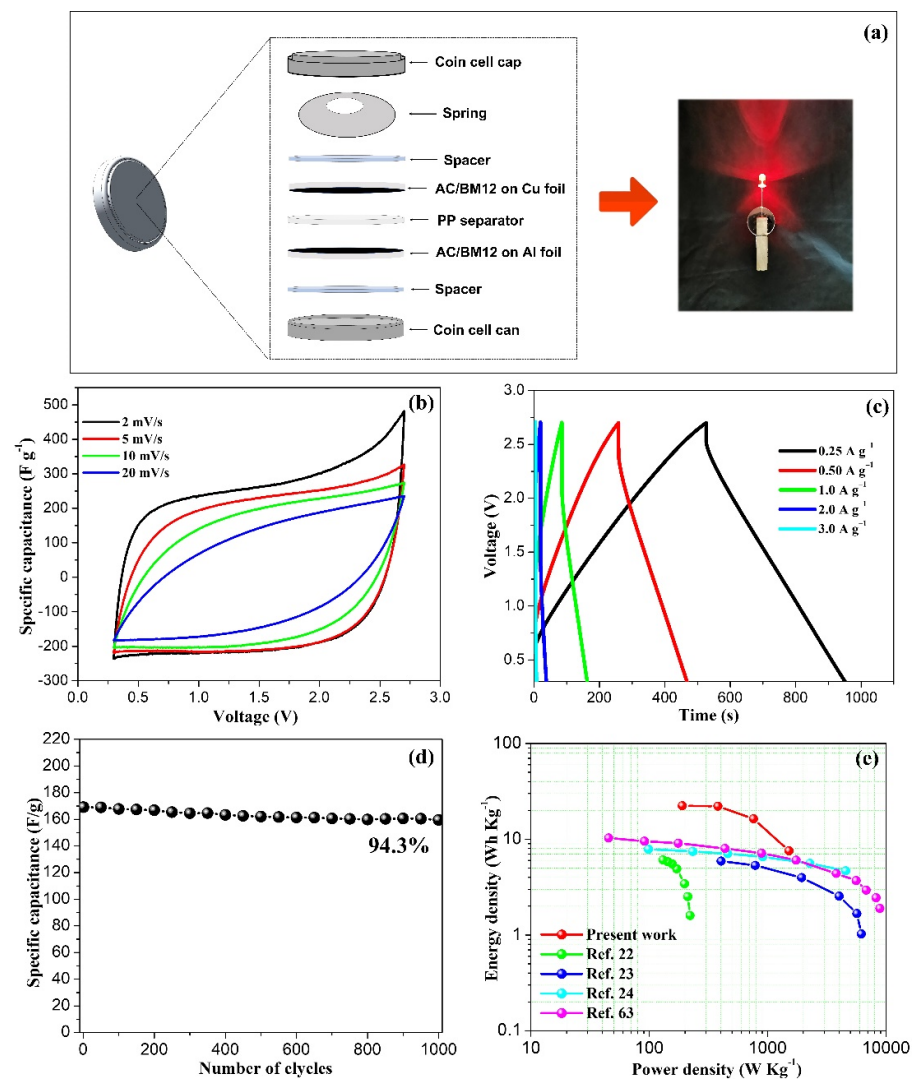 (a)
Coin cell cap
Spring
Spacer
AC/BM12 on Cu foil
PP separator
AC/BM12 on Al foil
Spacer
Coin cell can
(b)
2 mV/s
5 mV/s
10 mV/s
20 mV/s
Specific capacitance (F g⁻¹)
500
400
300
200
100
0
-100
-200
-300
0.0 0.5 1.0 1.5 2.0 2.5 3.0
Voltage (V)
(c)
0.25 A g⁻¹
0.50 A g⁻¹
1.0 A g⁻¹
2.0 A g⁻¹
3.0 A g⁻¹
Voltage (V)
3.0
2.5
2.0
1.5
1.0
0.5
0 200 400 600 800 1000
Time (s)
(d)
Specific capacitance (F/g)
220
200
180
160
140
120
100
80
60
40
20
0
94.3%
0 200 400 600 800 1000
Number of clycles
(e)
Energy density (Wh Kg⁻¹)
100
10
1
0.1
Present work
Ref. 22
Ref. 23
Ref. 24
Ref. 63
10 100 1000 10000
Power density (W Kg⁻¹)